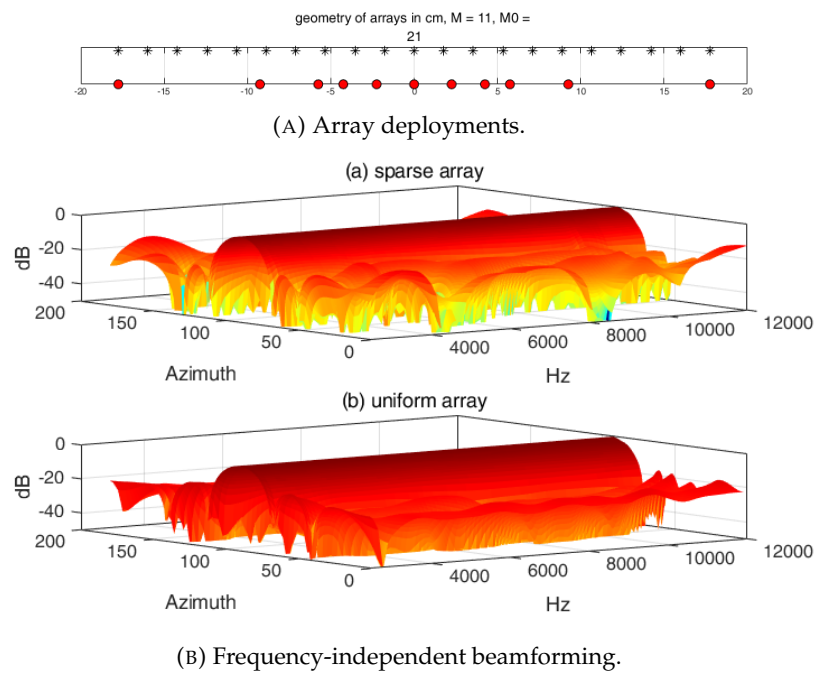 geometry of arrays in cm, M = 11, M0 =
21
-20 -15 -10 -5 0 5 10 15 20
(A) Array deployments.
(a) sparse array
0
-20
-40
dB
200 150 100 50 0
Azimuth
4000 6000 8000 10000 12000
Hz
(b) uniform array
0
-20
-40
dB
200 150 100 50 0
Azimuth
4000 6000 8000 10000 12000
Hz
(B) Frequency-independent beamforming.